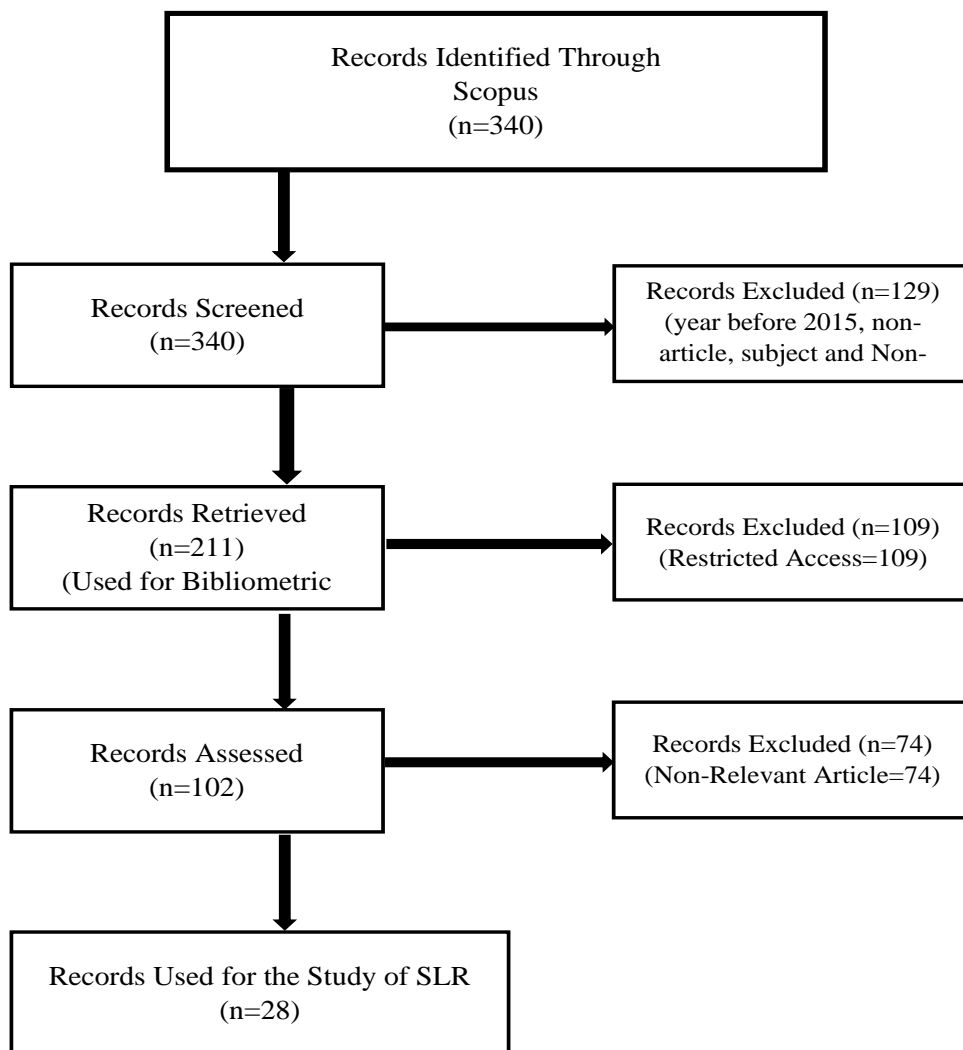 Records Identified Through
Scopus
(n=340)
Records Screened
(n=340)
Records Excluded (n=129)
(year before 2015, non-
article, subject and Non-
Records Retrieved
(n=211)
(Used for Bibliometric
Records Excluded (n=109)
(Restricted Access=109)
Records Assessed
(n=102)
Records Excluded (n=74)
(Non-Relevant Article=74)
Records Used for the Study of SLR
(n=28)